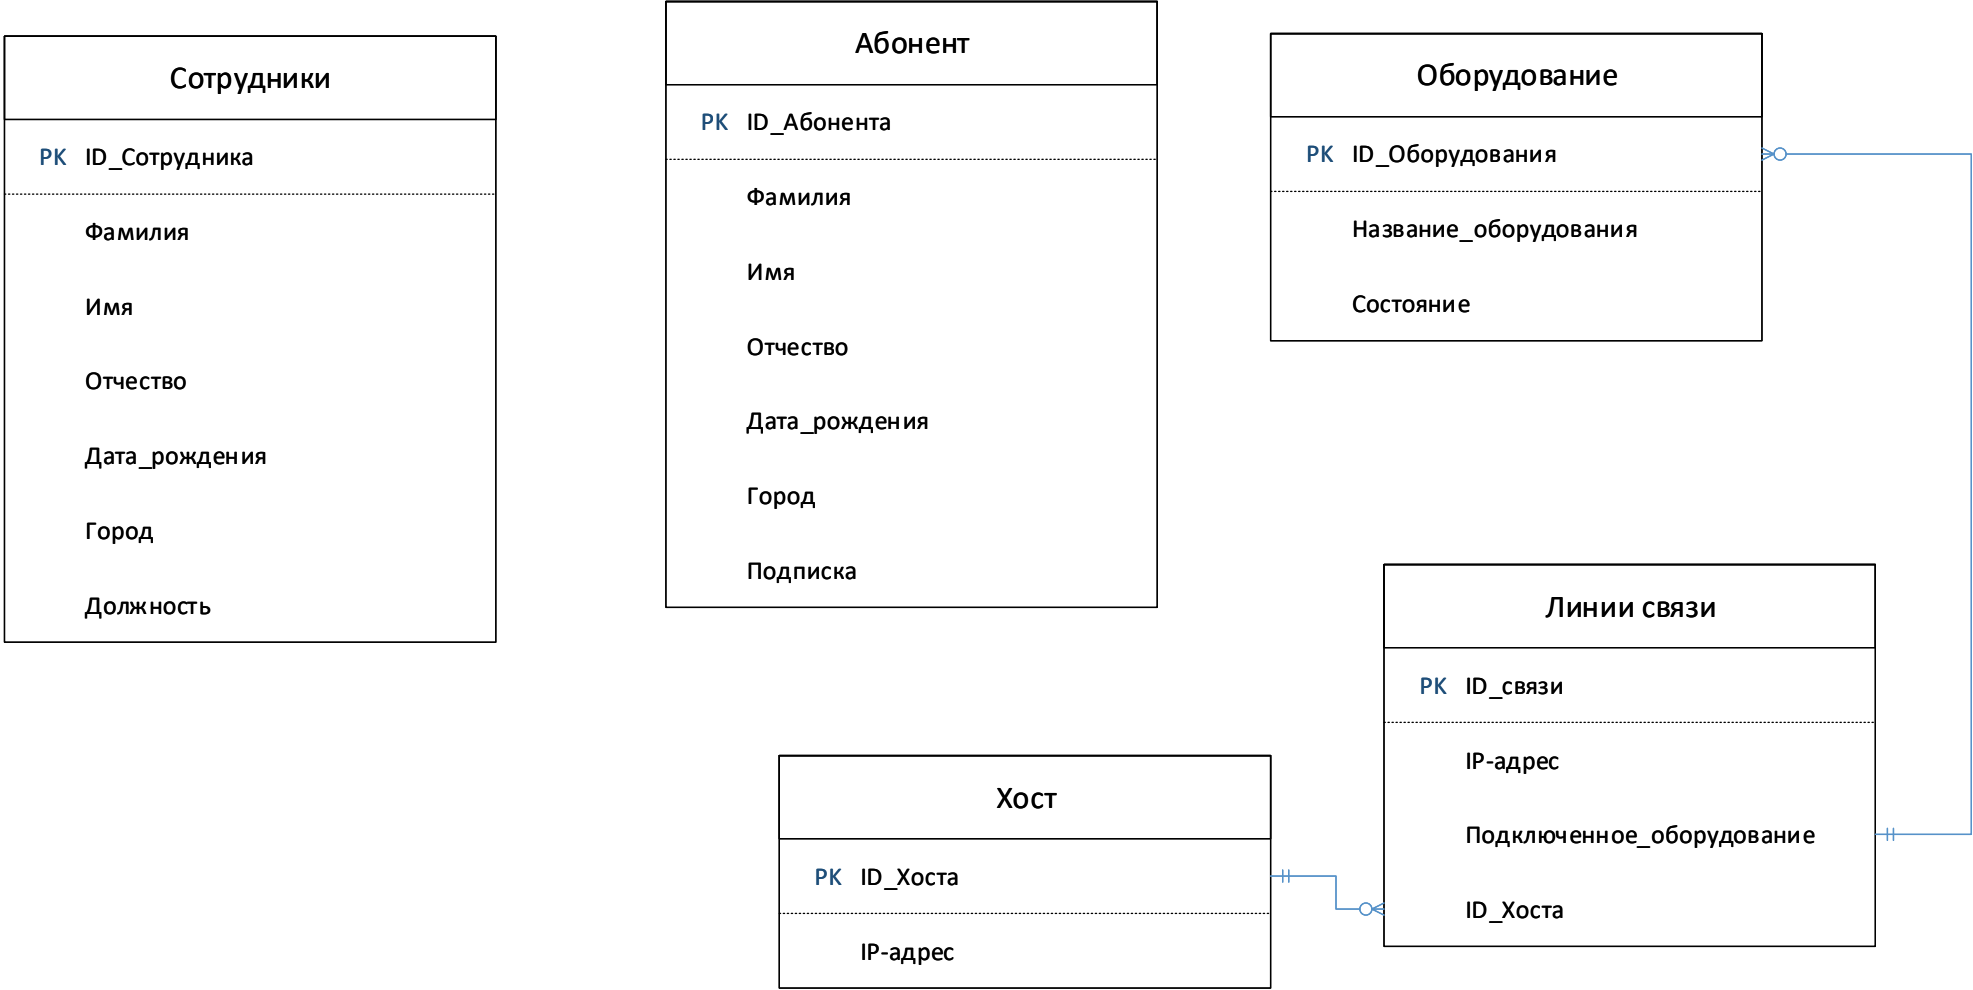 Сотрудники
PK ID_Сотрудника
Фамилия
Имя
Отчество
Дата_рождения
Город
Должность
Абонент
PK ID_Абонента
Фамилия
Имя
Отчество
Дата_рождения
Город
Подписка
Оборудование
PK ID_Оборудования
Название_оборудования
Состояние
Линии связи
PK ID_связи
IP-адрес
Подключенное_оборудование
ID_Хоста
Хост
PK ID_Хоста
IP-адрес